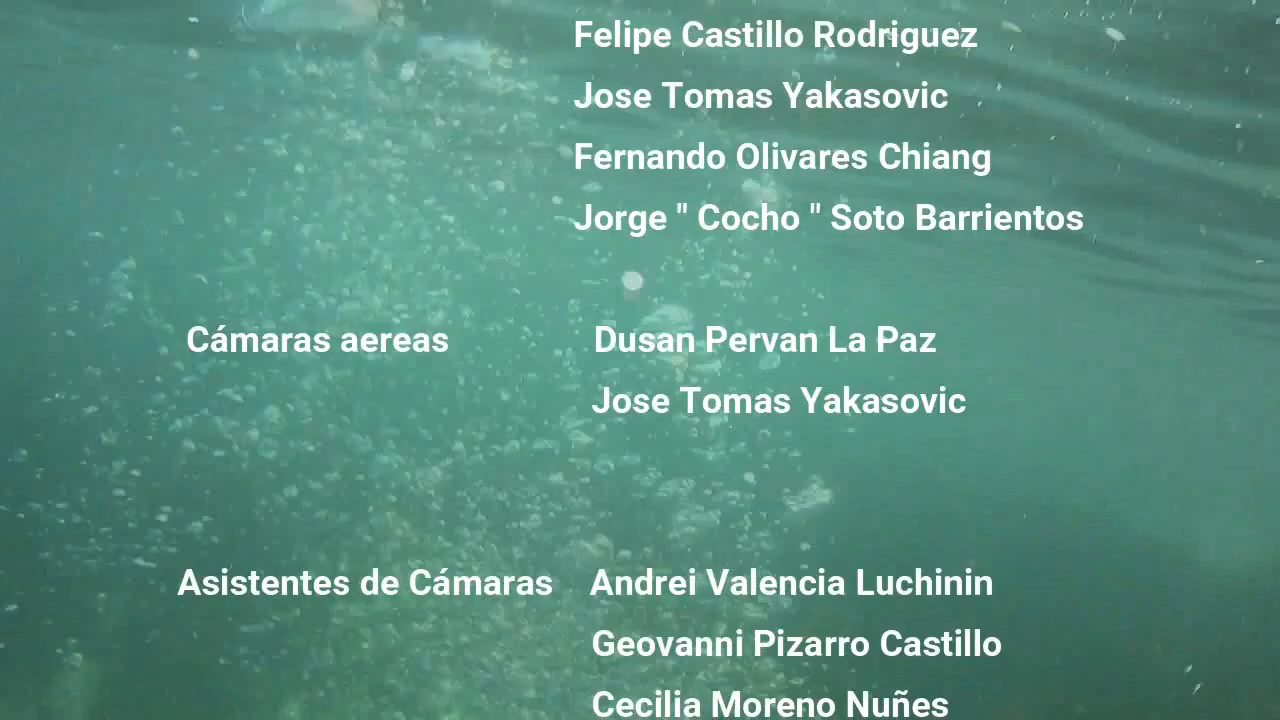 Felipe Castillo Rodriguez
Jose Tomas Yakasovic
Fernando Olivares Chiang
Jorge " Cocho " Soto Barrientos
Cámaras aereas Dusan Pervan La Paz
Jose Tomas Yakasovic
Asistentes de Cámaras Andrei Valencia Luchinin
Geovanni Pizarro Castillo
Cecilia Moreno Nuñes